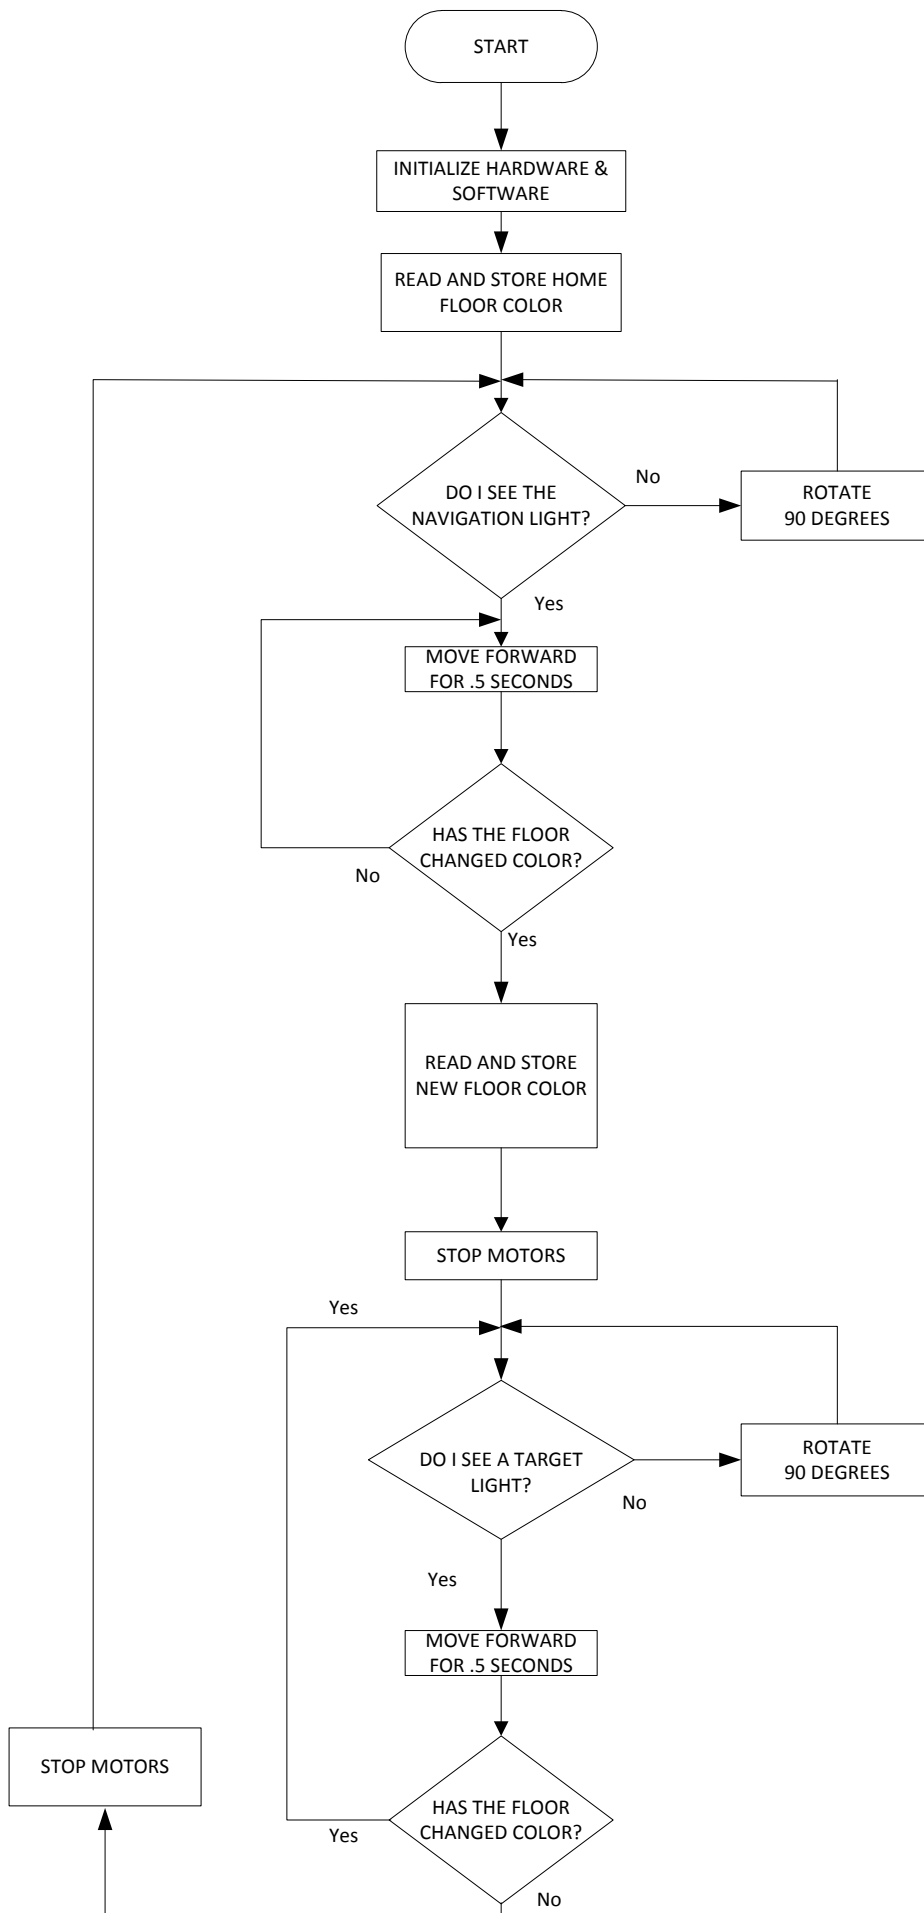 START
INITIALIZE HARDWARE &
SOFTWARE
READ AND STORE HOME
FLOOR COLOR
DO I SEE THE
NAVIGATION LIGHT?
No
ROTATE
90 DEGREES
Yes
MOVE FORWARD
FOR .5 SECONDS
HAS THE FLOOR
CHANGED COLOR?
No
Yes
READ AND STORE
NEW FLOOR COLOR
STOP MOTORS
Yes
DO I SEE A TARGET
LIGHT?
No
ROTATE
90 DEGREES
Yes
MOVE FORWARD
FOR .5 SECONDS
STOP MOTORS
HAS THE FLOOR
CHANGED COLOR?
Yes
No